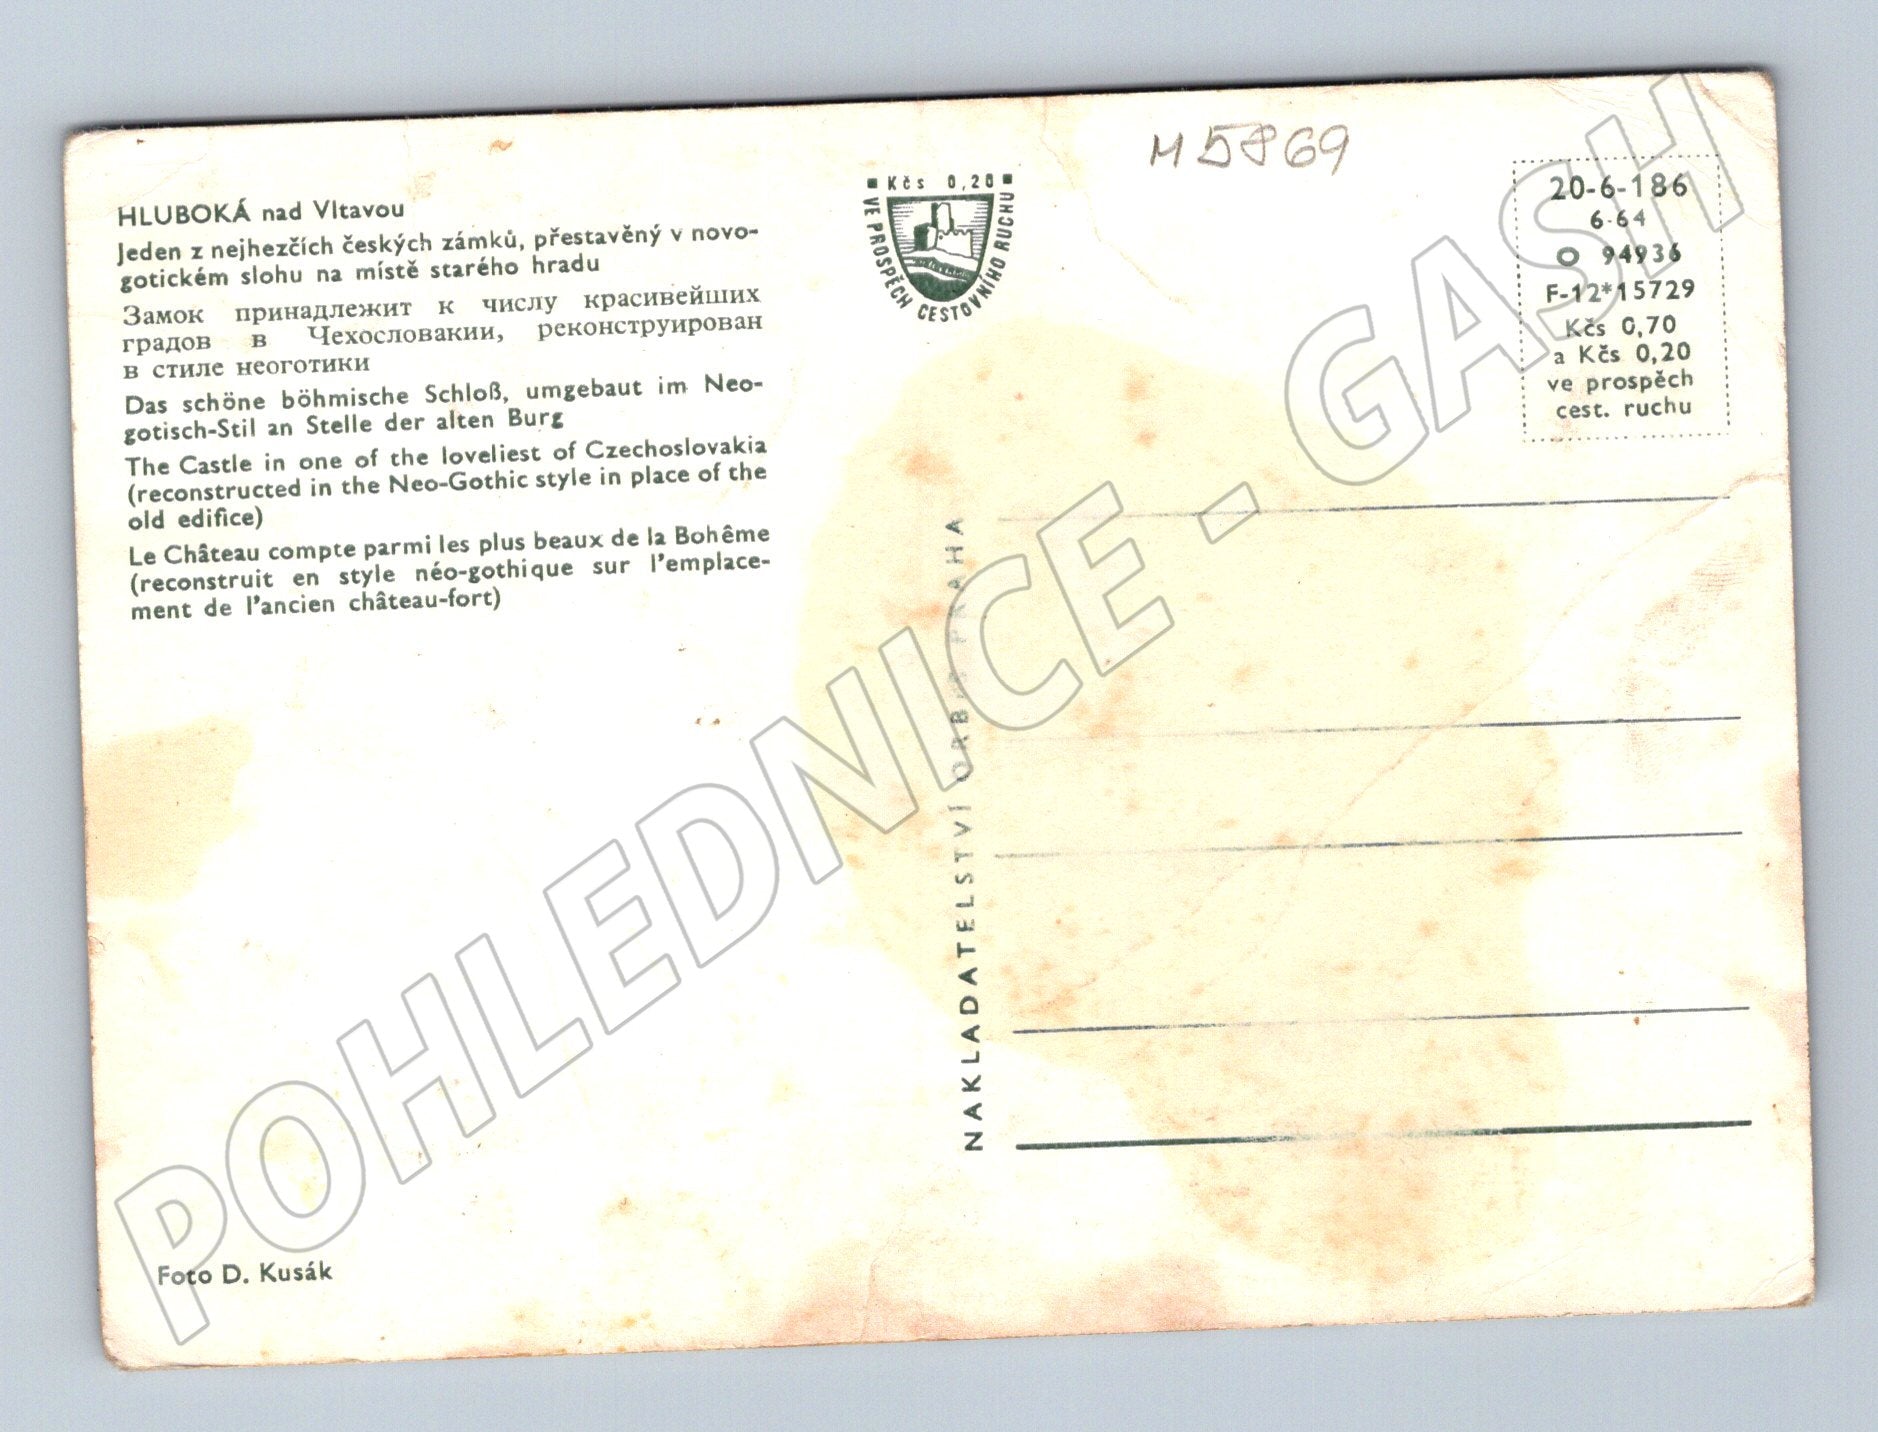 HLUBOKÁ nad Vltavou
Jeden z nejhezčích českých zámků, přestavěný v novo-
gotickém slohu na místě starého hradu
Замок принадлежит к числу красивейших
градов в Чехословакии, реконструирован
в стиле неоготики
Das schöne böhmische Schloß, umgebaut im Neo-
gotisch-Stil an Stelle der alten Burg
The Castle in one of the loveliest of Czechoslovakia
(reconstructed in the Neo-Gothic style in place of the
old edifice)
Le Château compte parmi les plus beaux de la Bohême
(reconstruit en style néo-gothique sur l'emplace-
ment de l'ancien château-fort)
Foto D. Kusák
Kčs 0,20
VE PROSPĚCH CESTOVNÍHO RUCHU
NAKLADATELSTVÍ ORBIS PRAHA
M 5869
20-6-186
6-64
O 94936
F-12*15729
Kčs 0,70
a Kčs 0,20
ve prospěch
cest. ruchu
POHLEDNICE - GASH